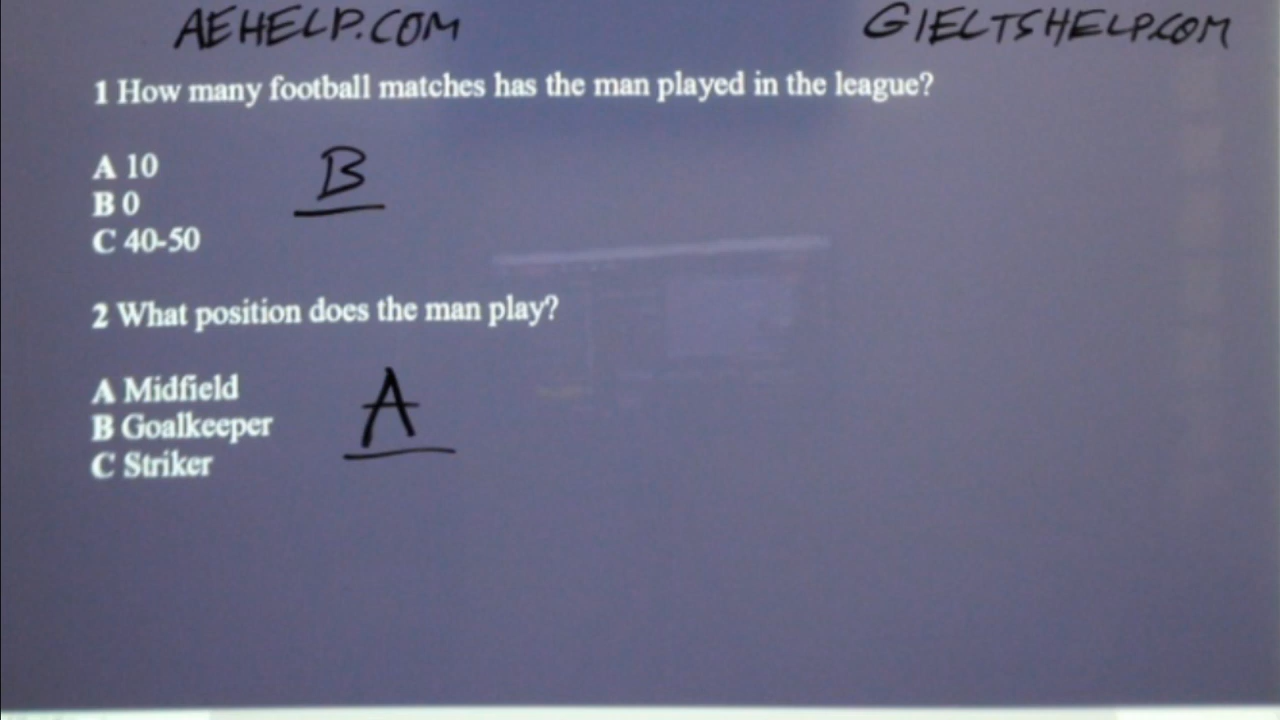 AEHELP.COM GIELTSHELP.COM
1 How many football matches has the man played in the league?
A 10
B 0
C 40-50
B
2 What position does the man play?
A Midfield
B Goalkeeper
C Striker
A